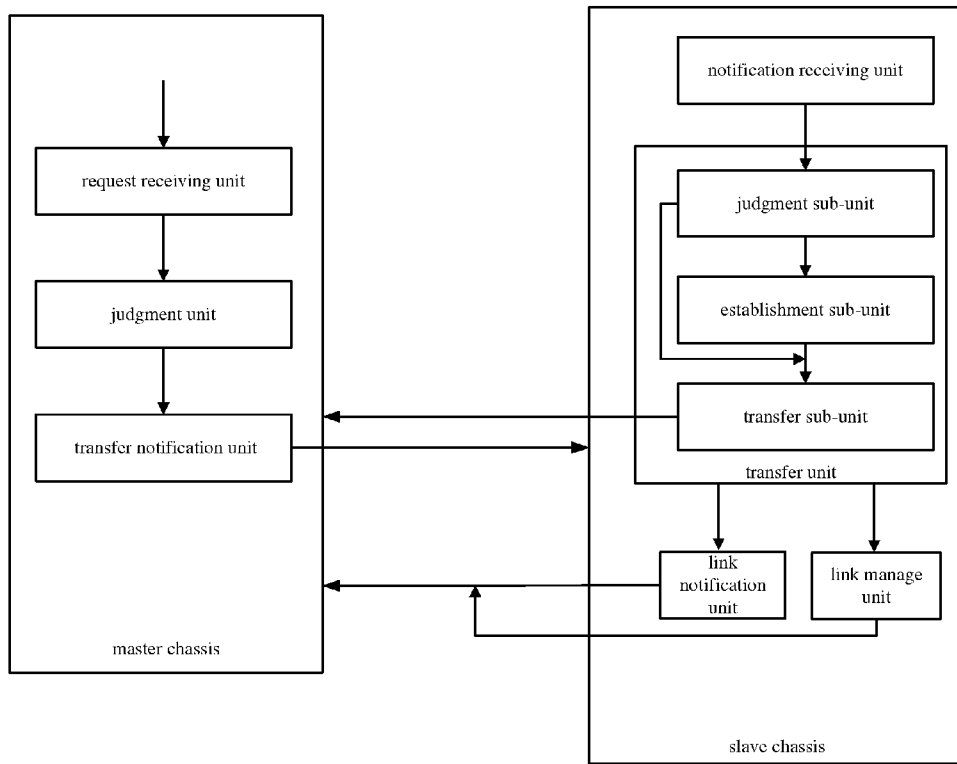 request receiving unit
judgment unit
transfer notification unit
master chassis
notification receiving unit
judgment sub-unit
establishment sub-unit
transfer sub-unit
transfer unit
link
notification
unit
link manage
unit
slave chassis